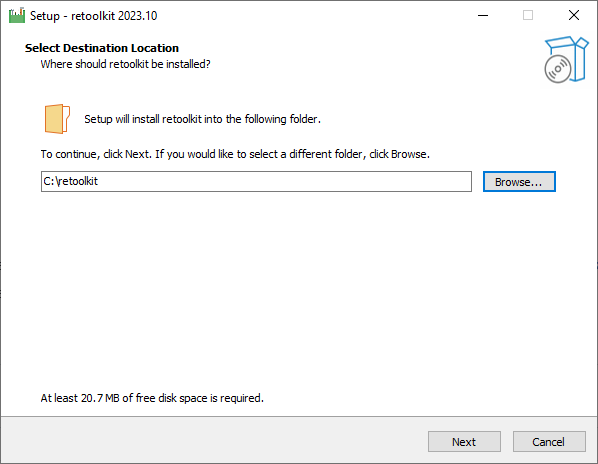 Setup - retoolkit 2023.10
Select Destination Location
Where should retoolkit be installed?
Setup will install retoolkit into the following folder.
To continue, click Next. If you would like to select a different folder, click Browse.
C:\retoolkit
Browse...
At least 20.7 MB of free disk space is required.
Next
Cancel